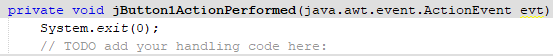 private void jButton1ActionPerformed(java.awt.event.ActionEvent evt)
System.exit(0);
// TODO add your handling code here: